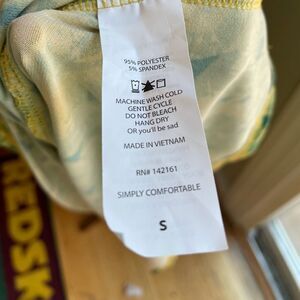 95% POLYESTER
5% SPANDEX
MACHINE WASH COLD
GENTLE CYCLE
DO NOT BLEACH
HANG DRY
OR you'll be sad
MADE IN VIETNAM
RN# 142161
SIMPLY COMFORTABLE
S
REDSK